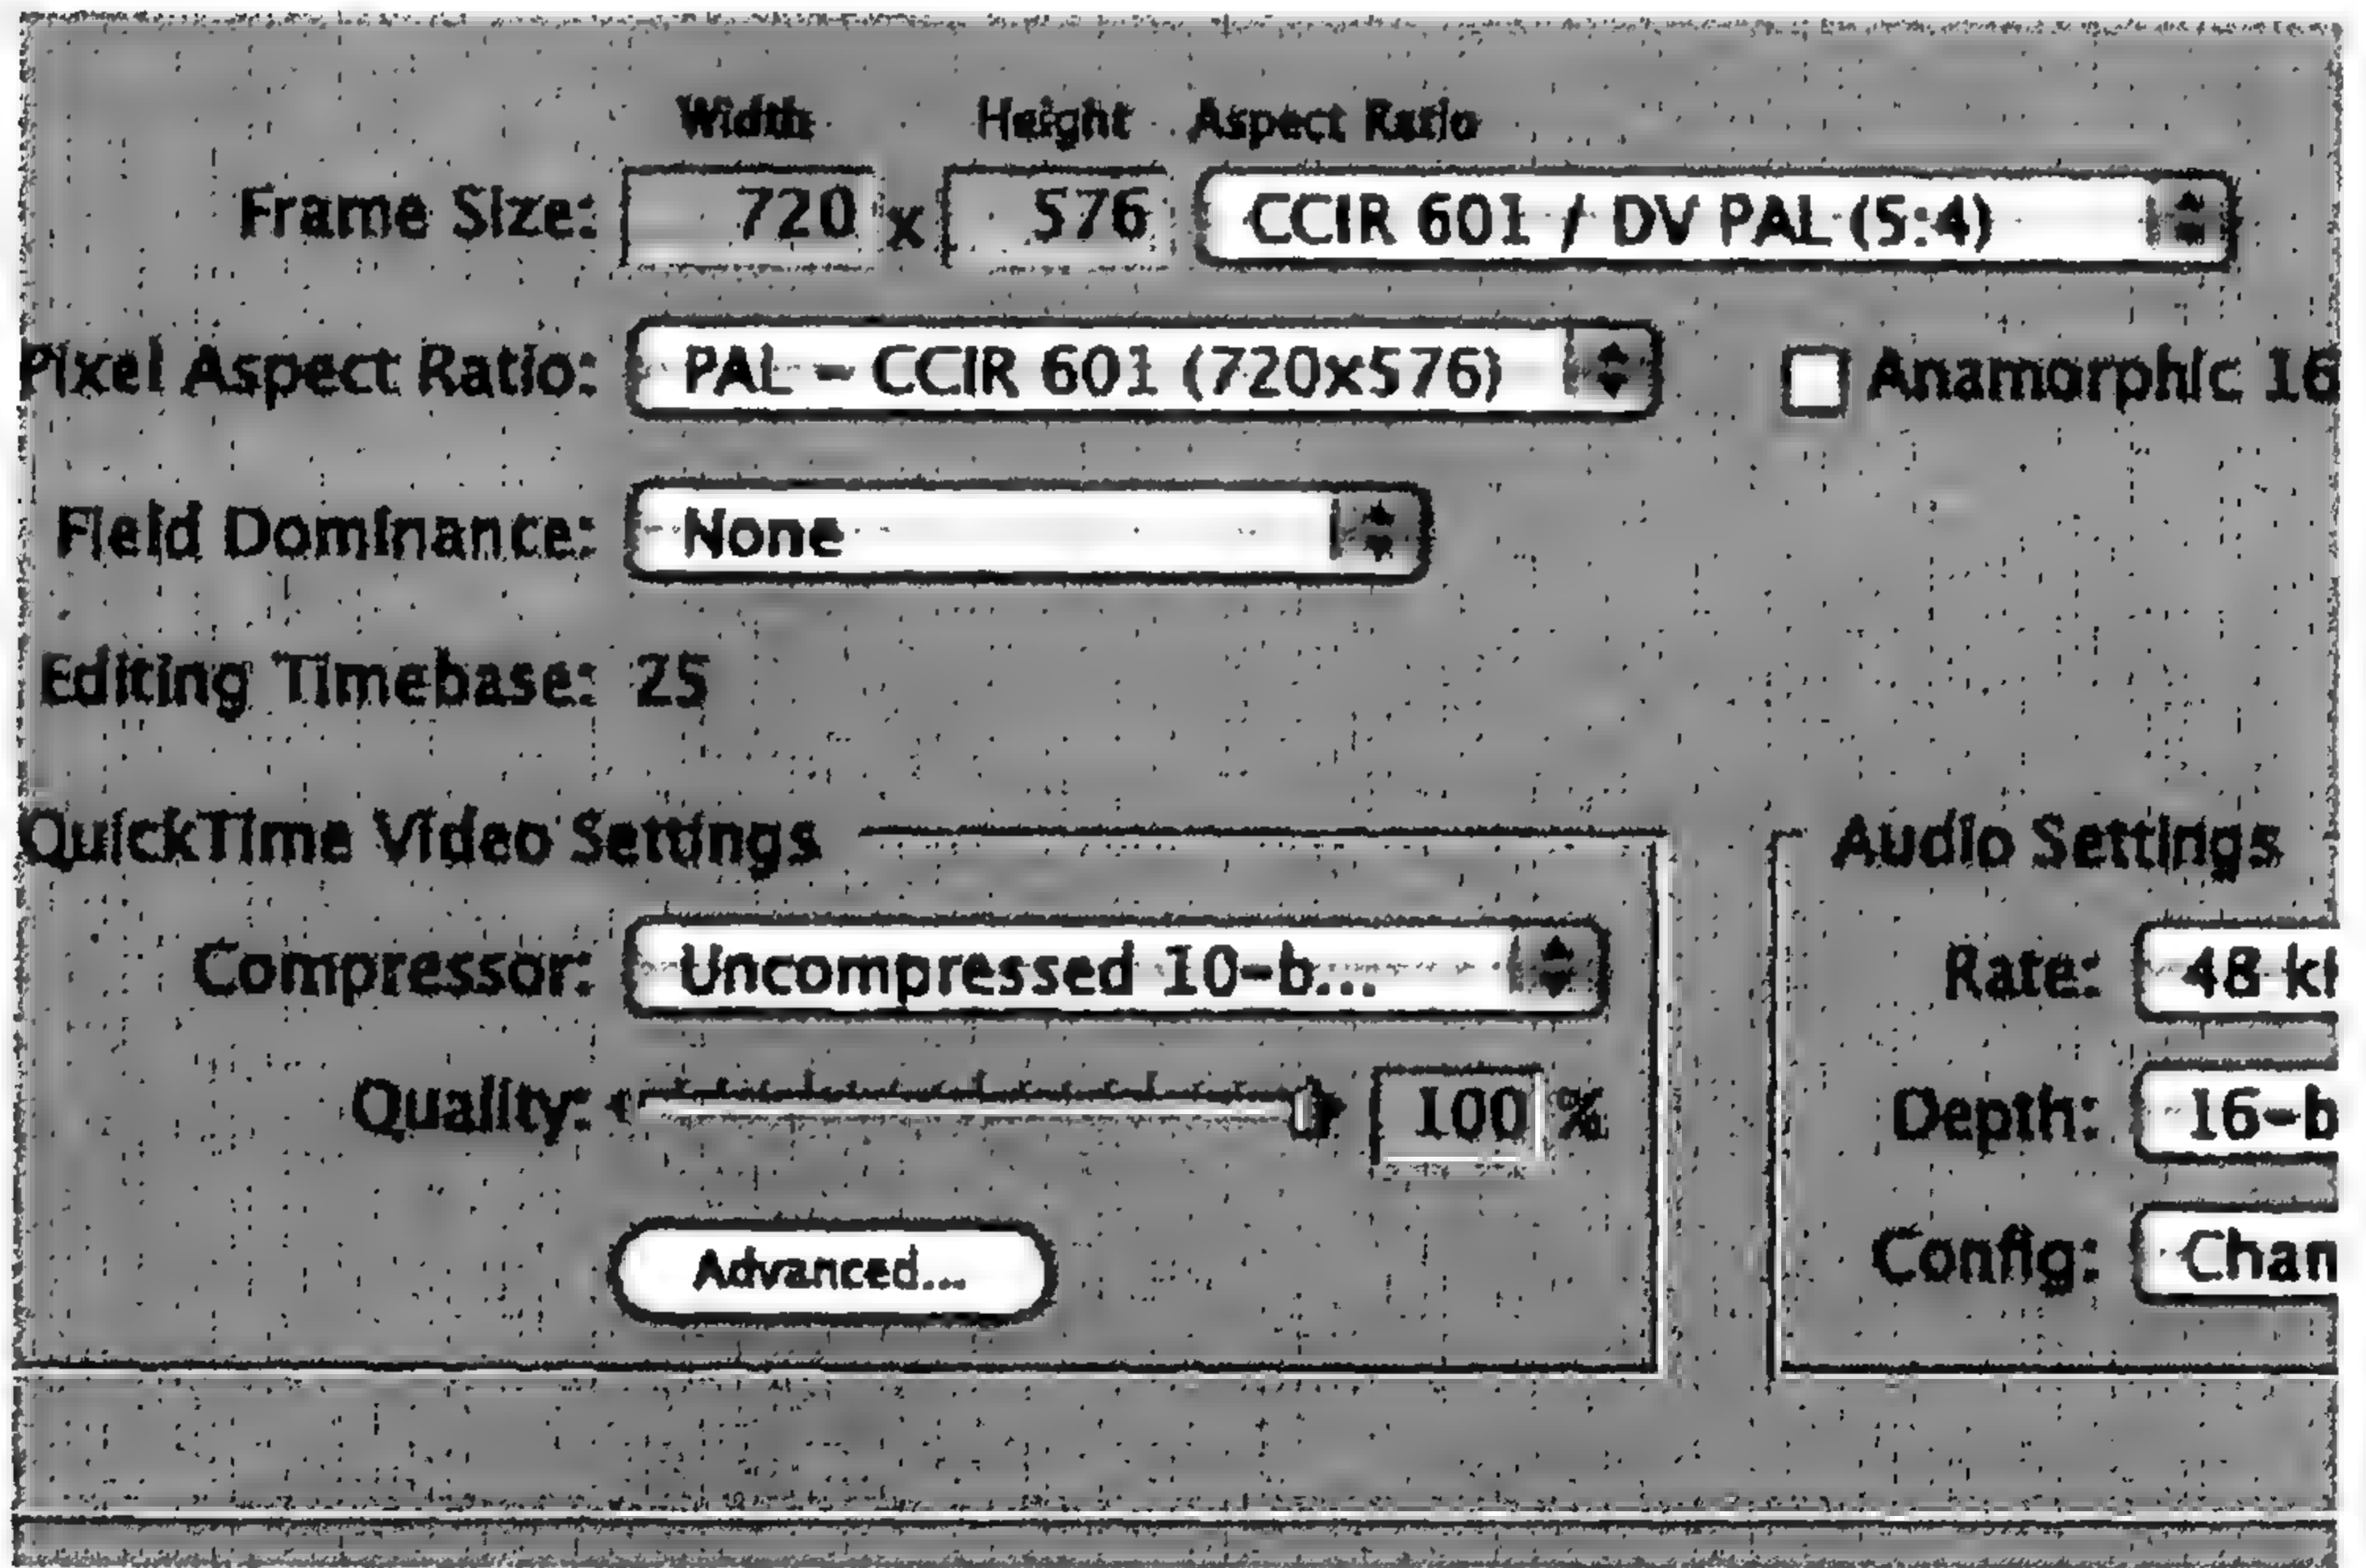 Width Height Aspect Ratio
Frame Size: 720 x 576 CCIR 601 / DV PAL (5:4)
Pixel Aspect Ratio: PAL - CCIR 601 (720x576) Anamorphic 16
Field Dominance: None
Editing Timebase: 25
QuickTime Video Settings Audio Settings
Compressor: Uncompressed 10-b... Rate: 48 kH
Quality: 100 % Depth: 16-b
Advanced... Config: Chan